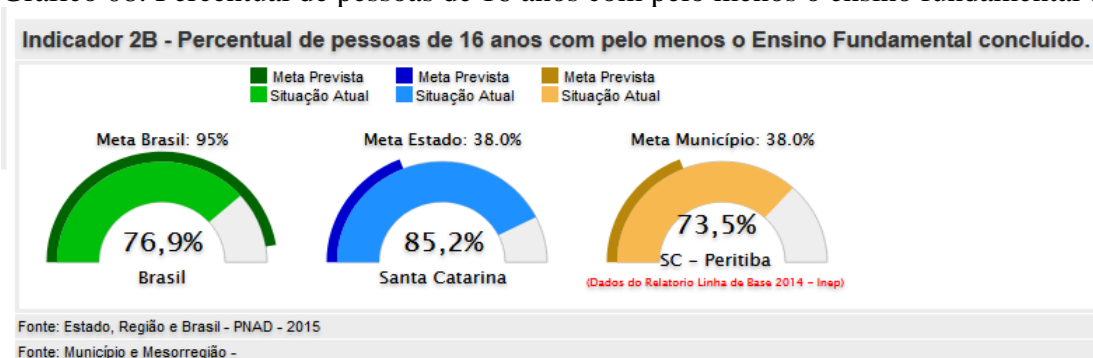 Indicador 2B - Percentual de pessoas de 16 anos com pelo menos o Ensino Fundamental concluído.
Meta Prevista Meta Prevista Meta Prevista
Situação Atual Situação Atual Situação Atual
Meta Brasil: 95% Meta Estado: 38.0% Meta Município: 38.0%
76,9% 85,2% 73,5%
Brasil Santa Catarina SC - Peritiba
(Dados do Relatorio Linha de Base 2014 - Inep)
Fonte: Estado, Região e Brasil - PNAD - 2015
Fonte: Município e Mesorregião -